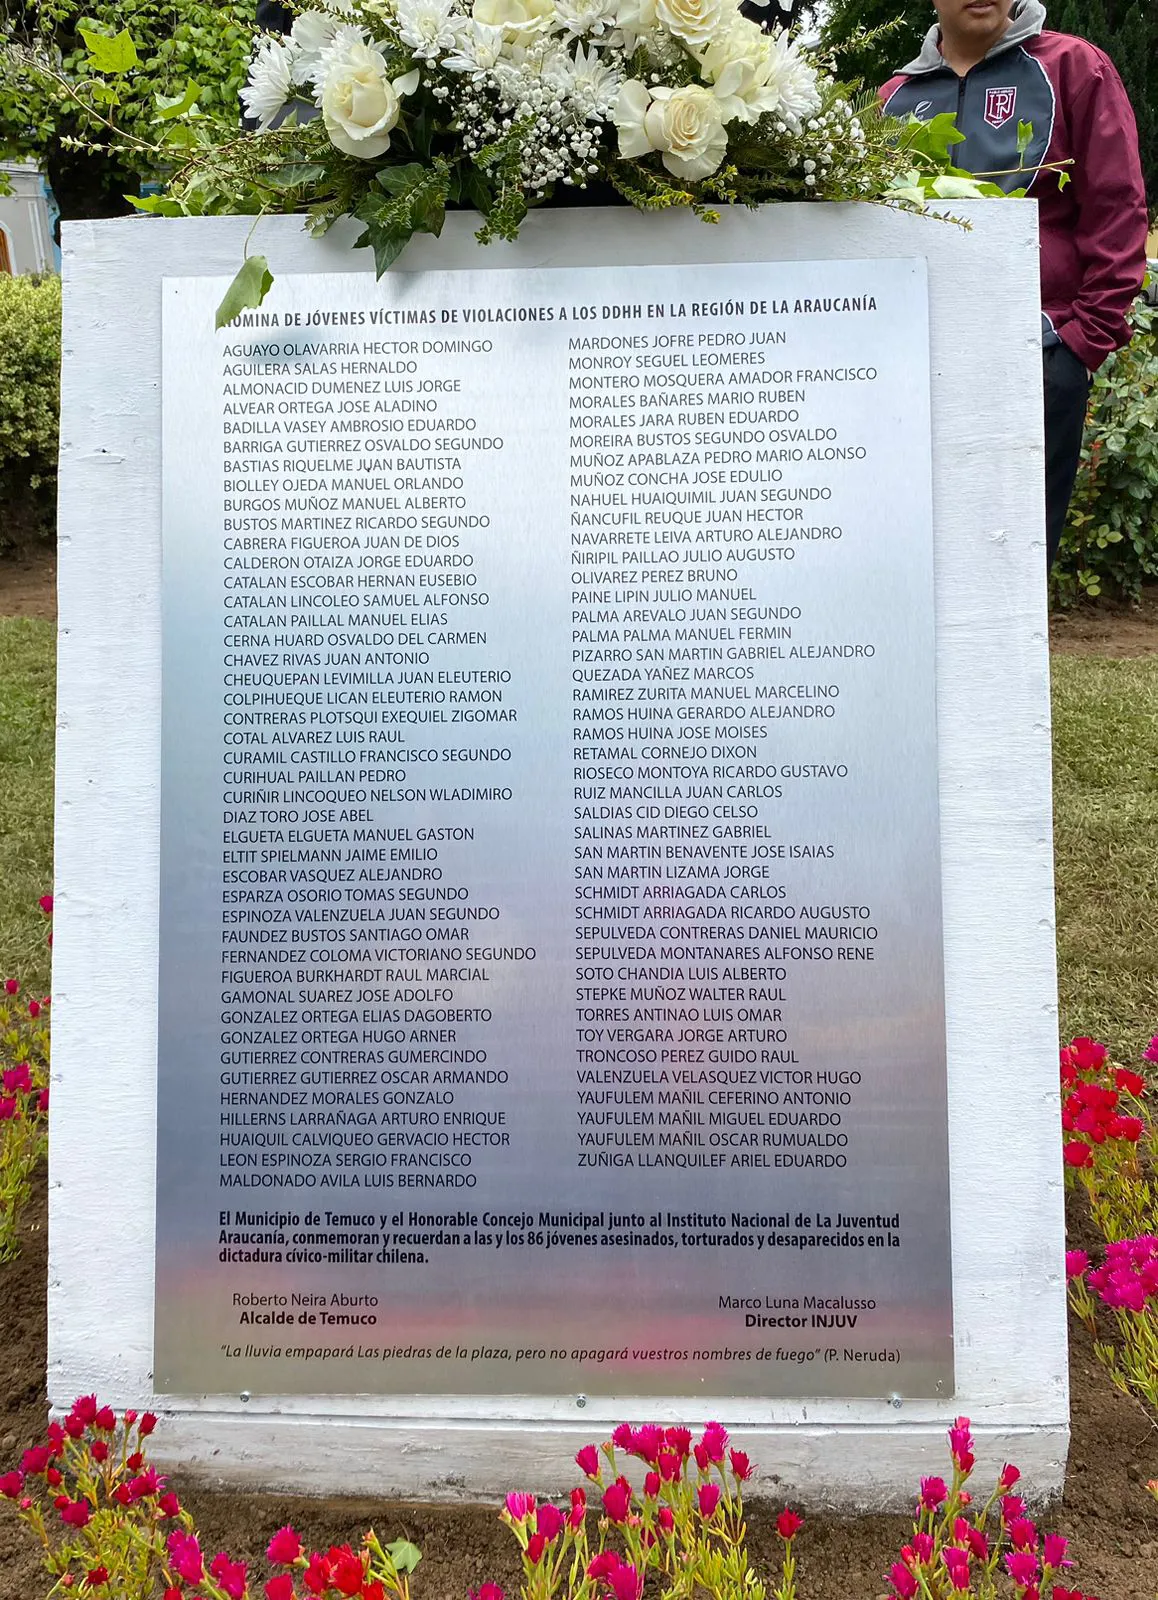 NOMINA DE JÓVENES VÍCTIMAS DE VIOLACIONES A LOS DDHH EN LA REGIÓN DE LA ARAUCANÍA
AGUAYO OLAVARRIA HECTOR DOMINGO
AGUILERA SALAS HERNALDO
ALMONACID DUMENEZ LUIS JORGE
ALVEAR ORTEGA JOSE ALADINO
BADILLA VASEY AMBROSIO EDUARDO
BARRIGA GUTIERREZ OSVALDO SEGUNDO
BASTIAS RIQUELME JUAN BAUTISTA
BIOLLEY OJEDA MANUEL ORLANDO
BURGOS MUÑOZ MANUEL ALBERTO
BUSTOS MARTINEZ RICARDO SEGUNDO
CABRERA FIGUEROA JUAN DE DIOS
CALDERON OTAIZA JORGE EDUARDO
CATALAN ESCOBAR HERNAN EUSEBIO
CATALAN LINCOLEO SAMUEL ALFONSO
CATALAN PAILLAL MANUEL ELIAS
CERNA HUARD OSVALDO DEL CARMEN
CHAVEZ RIVAS JUAN ANTONIO
CHEUQUEPAN LEVIMILLA JUAN ELEUTERIO
COLPIHUEQUE LICAN ELEUTERIO RAMON
CONTRERAS PLOTSQUI EXEQUIEL ZIGOMAR
COTAL ALVAREZ LUIS RAUL
CURAMIL CASTILLO FRANCISCO SEGUNDO
CURIHUAL PAILLAN PEDRO
CURIÑIR LINCOQUEO NELSON WLADIMIRO
DIAZ TORO JOSE ABEL
ELGUETA ELGUETA MANUEL GASTON
ELTIT SPIELMANN JAIME EMILIO
ESCOBAR VASQUEZ ALEJANDRO
ESPARZA OSORIO TOMAS SEGUNDO
ESPINOZA VALENZUELA JUAN SEGUNDO
FAUNDEZ BUSTOS SANTIAGO OMAR
FERNANDEZ COLOMA VICTORIANO SEGUNDO
FIGUEROA BURKHARDT RAUL MARCIAL
GAMONAL SUAREZ JOSE ADOLFO
GONZALEZ ORTEGA ELIAS DAGOBERTO
GONZALEZ ORTEGA HUGO ARNER
GUTIERREZ CONTRERAS GUMERCINDO
GUTIERREZ GUTIERREZ OSCAR ARMANDO
HERNANDEZ MORALES GONZALO
HILLERNS LARRAÑAGA ARTURO ENRIQUE
HUAIQUIL CALVIQUEO GERVACIO HECTOR
LEON ESPINOZA SERGIO FRANCISCO
MALDONADO AVILA LUIS BERNARDO
MARDONES JOFRE PEDRO JUAN
MONROY SEGUEL LEOMERES
MONTERO MOSQUERA AMADOR FRANCISCO
MORALES BAÑARES MARIO RUBEN
MORALES JARA RUBEN EDUARDO
MOREIRA BUSTOS SEGUNDO OSVALDO
MUÑOZ APABLAZA PEDRO MARIO ALONSO
MUÑOZ CONCHA JOSE EDULIO
NAHUEL HUAIQUIMIL JUAN SEGUNDO
ÑANCUFIL REUQUE JUAN HECTOR
NAVARRETE LEIVA ARTURO ALEJANDRO
ÑIRIPIL PAILLAO JULIO AUGUSTO
OLIVAREZ PEREZ BRUNO
PAINE LIPIN JULIO MANUEL
PALMA AREVALO JUAN SEGUNDO
PALMA PALMA MANUEL FERMIN
PIZARRO SAN MARTIN GABRIEL ALEJANDRO
QUEZADA YAÑEZ MARCOS
RAMIREZ ZURITA MANUEL MARCELINO
RAMOS HUINA GERARDO ALEJANDRO
RAMOS HUINA JOSE MOISES
RETAMAL CORNEJO DIXON
RIOSECO MONTOYA RICARDO GUSTAVO
RUIZ MANCILLA JUAN CARLOS
SALDIAS CID DIEGO CELSO
SALINAS MARTINEZ GABRIEL
SAN MARTIN BENAVENTE JOSE ISAIAS
SAN MARTIN LIZAMA JORGE
SCHMIDT ARRIAGADA CARLOS
SCHMIDT ARRIAGADA RICARDO AUGUSTO
SEPULVEDA CONTRERAS DANIEL MAURICIO
SEPULVEDA MONTANARES ALFONSO RENE
SOTO CHANDIA LUIS ALBERTO
STEPKE MUÑOZ WALTER RAUL
TORRES ANTINAO LUIS OMAR
TOY VERGARA JORGE ARTURO
TRONCOSO PEREZ GUIDO RAUL
VALENZUELA VELASQUEZ VICTOR HUGO
YAUFULEM MAÑIL CEFERINO ANTONIO
YAUFULEM MAÑIL MIGUEL EDUARDO
YAUFULEM MAÑIL OSCAR RUMUALDO
ZUÑIGA LLANQUILEF ARIEL EDUARDO
El Municipio de Temuco y el Honorable Concejo Municipal junto al Instituto Nacional de La Juventud
Araucanía, conmemoran y recuerdan a las y los 86 jóvenes asesinados, torturados y desaparecidos en la
dictadura cívico-militar chilena.
Roberto Neira Aburto
Alcalde de Temuco
Marco Luna Macalusso
Director INJUV
"La lluvia empapará Las piedras de la plaza, pero no apagará vuestros nombres de fuego" (P. Neruda)